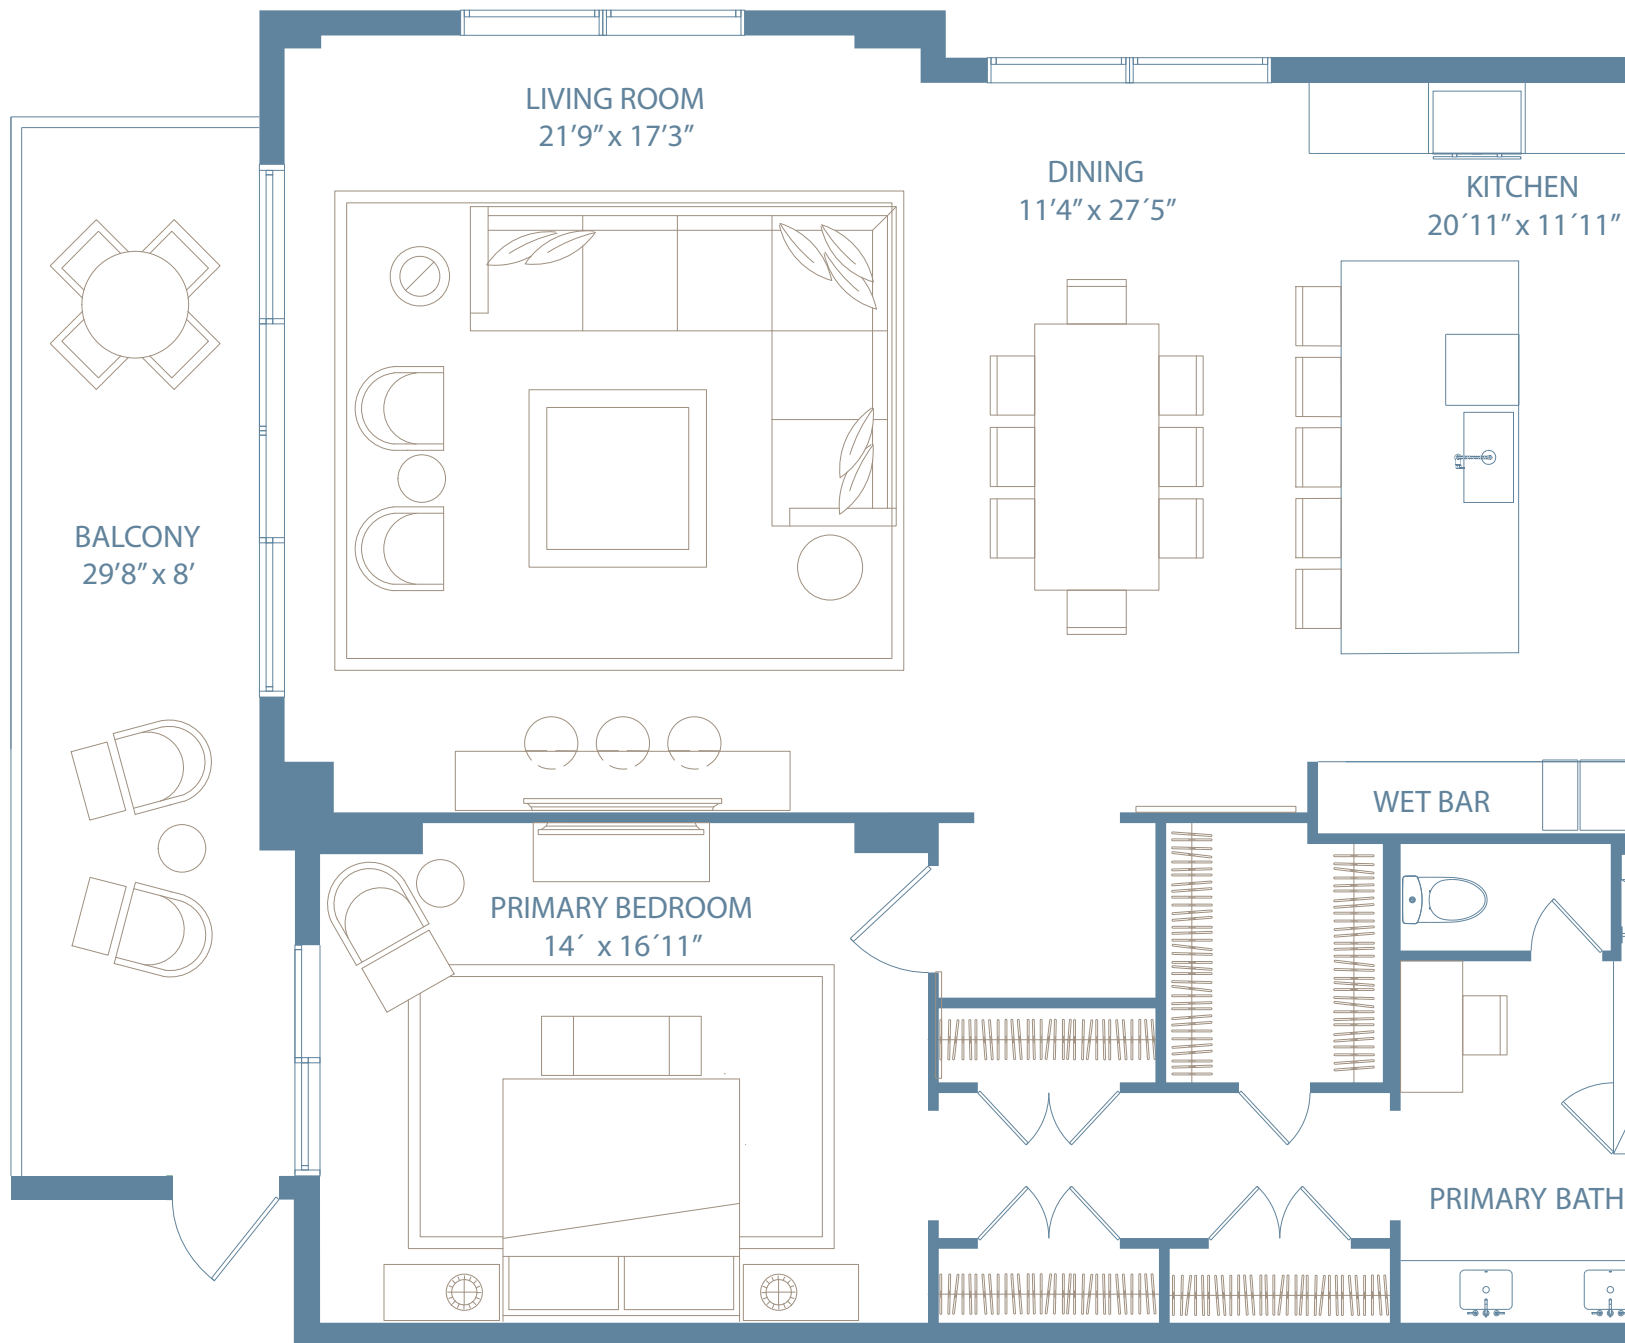 LIVING ROOM
21'9" x 17'3"
DINING
11'4" x 27´5"
KITCHEN
20´11" x 11´11"
BALCONY
29'8" x 8'
WET BAR
PRIMARY BEDROOM
14´ x 16´11"
PRIMARY BATH